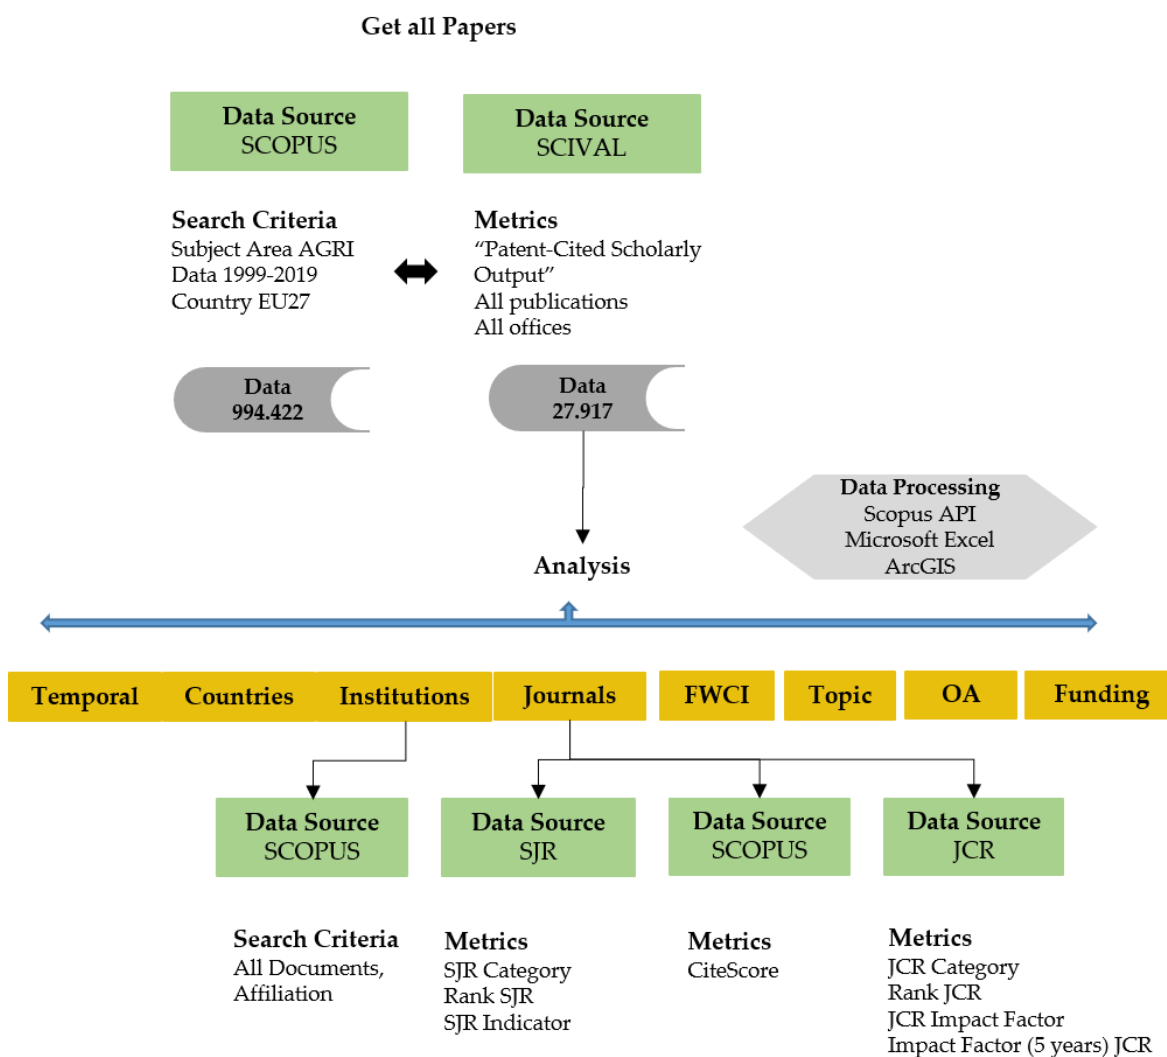 Get all Papers
Data Source
SCOPUS
Data Source
SCIVAL
Search Criteria
Subject Area AGRI
Data 1999-2019
Country EU27
Metrics
“Patent-Cited Scholarly
Output”
All publications
All offices
Data
994.422
Data
27.917
Data Processing
Scopus API
Microsoft Excel
ArcGIS
Analysis
Temporal
Countries
Institutions
Journals
FWCI
Topic
OA
Funding
Data Source
SCOPUS
Data Source
SJR
Data Source
SCOPUS
Data Source
JCR
Search Criteria
All Documents,
Affiliation
Metrics
SJR Category
Rank SJR
SJR Indicator
Metrics
CiteScore
Metrics
JCR Category
Rank JCR
JCR Impact Factor
Impact Factor (5 years) JCR